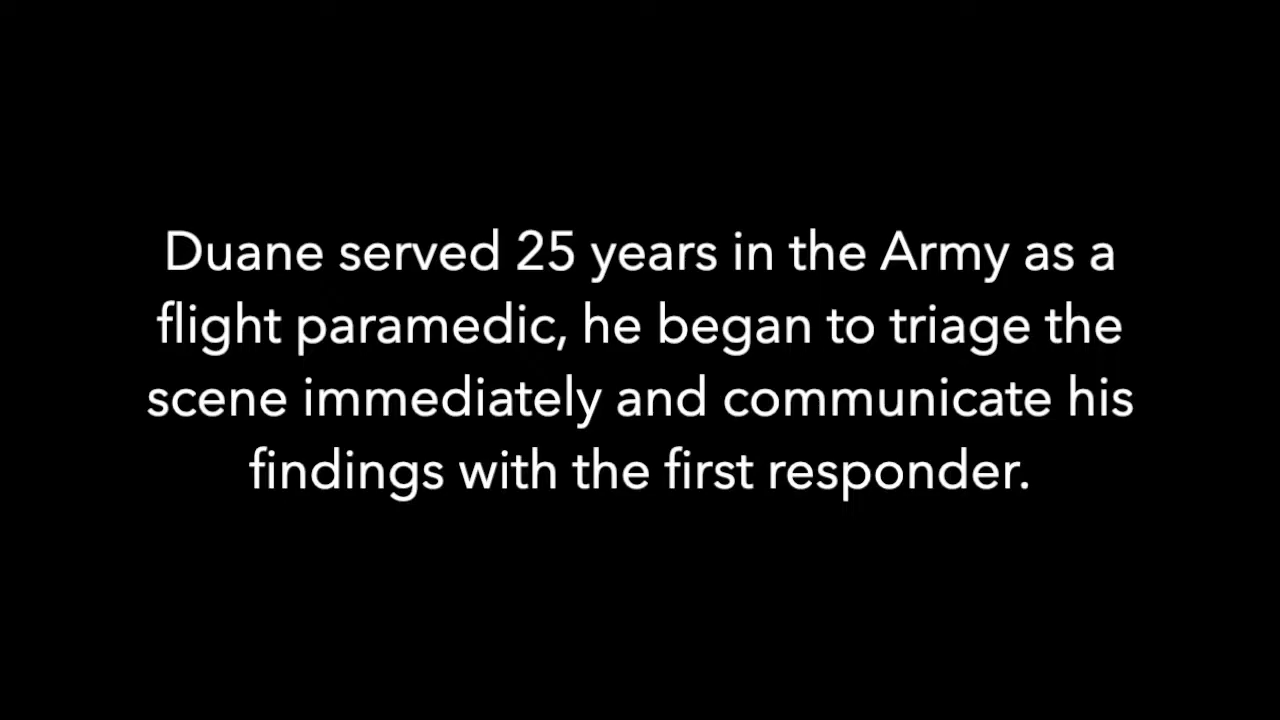 Duane served 25 years in the Army as a
flight paramedic, he began to triage the
scene immediately and communicate his
findings with the first responder.